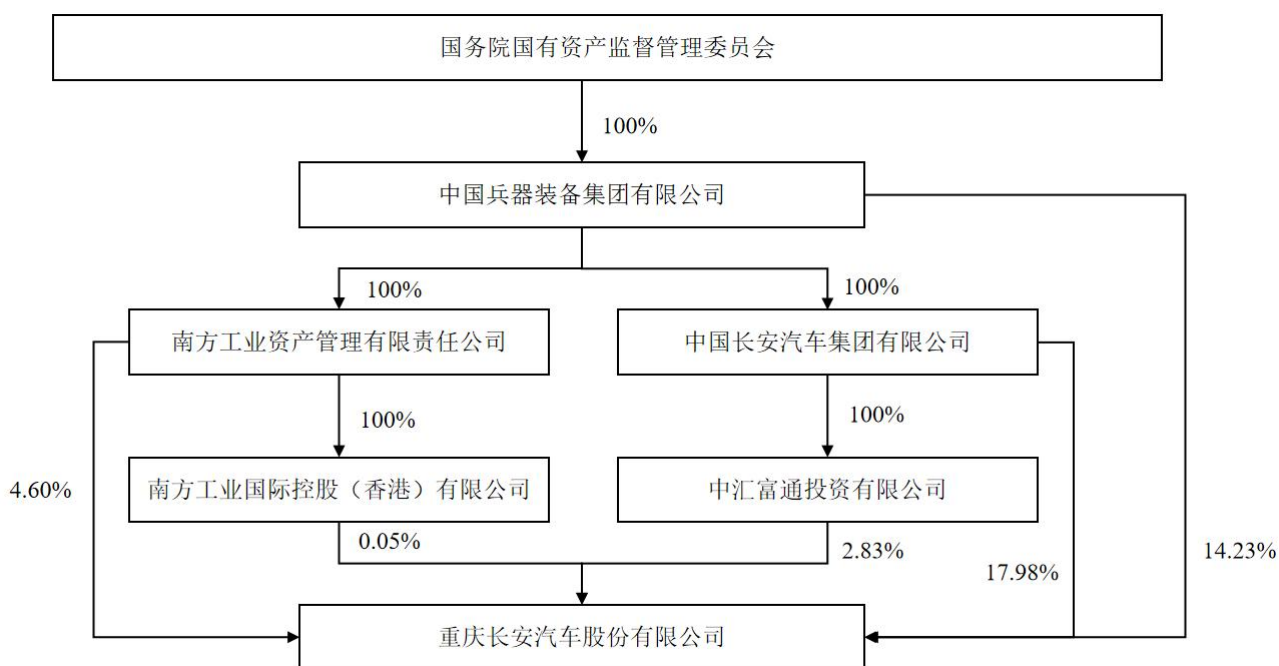 国务院国有资产监督管理委员会
100%
中国兵器装备集团有限公司
100%
100%
南方工业资产管理有限责任公司
中国长安汽车集团有限公司
100%
100%
4.60%
南方工业国际控股（香港）有限公司
中汇富通投资有限公司
0.05%
2.83%
14.23%
17.98%
重庆长安汽车股份有限公司